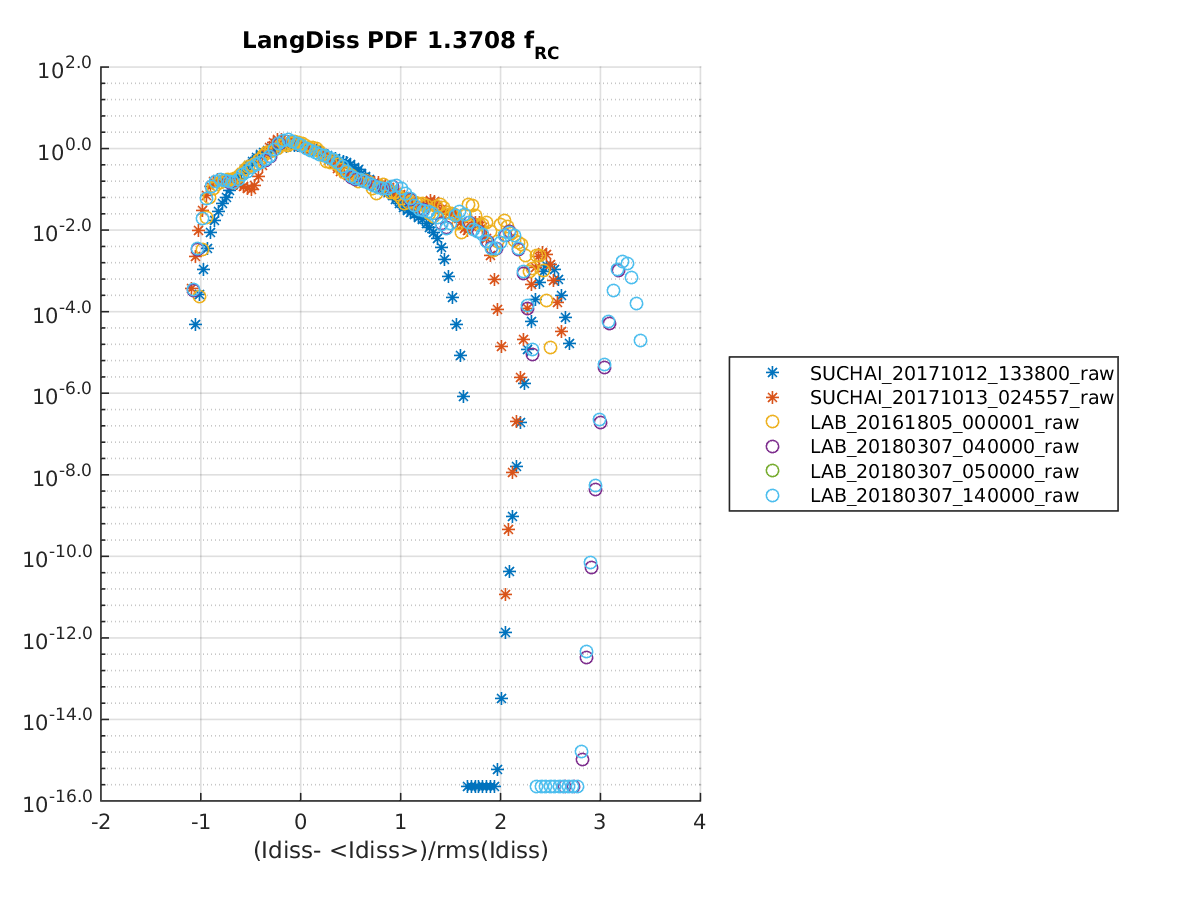 LangDiss PDF 1.3708 f_RC
10^2.0
10^0.0
10^-2.0
10^-4.0
10^-6.0
10^-8.0
10^-10.0
10^-12.0
10^-14.0
10^-16.0
-2 -1 0 1 2 3 4
(Idiss- <Idiss>)/rms(Idiss)
SUCHAI_20171012_133800_raw
SUCHAI_20171013_024557_raw
LAB_20161805_000001_raw
LAB_20180307_040000_raw
LAB_20180307_050000_raw
LAB_20180307_140000_raw